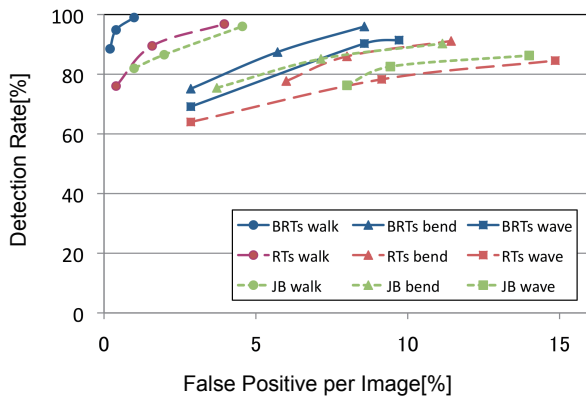 100
80
60
40
20
0
Detection Rate[%]
BRTs walk BRTs bend BRTs wave
RTs walk RTs bend RTs wave
JB walk JB bend JB wave
0 5 10 15
False Positive per Image[%]